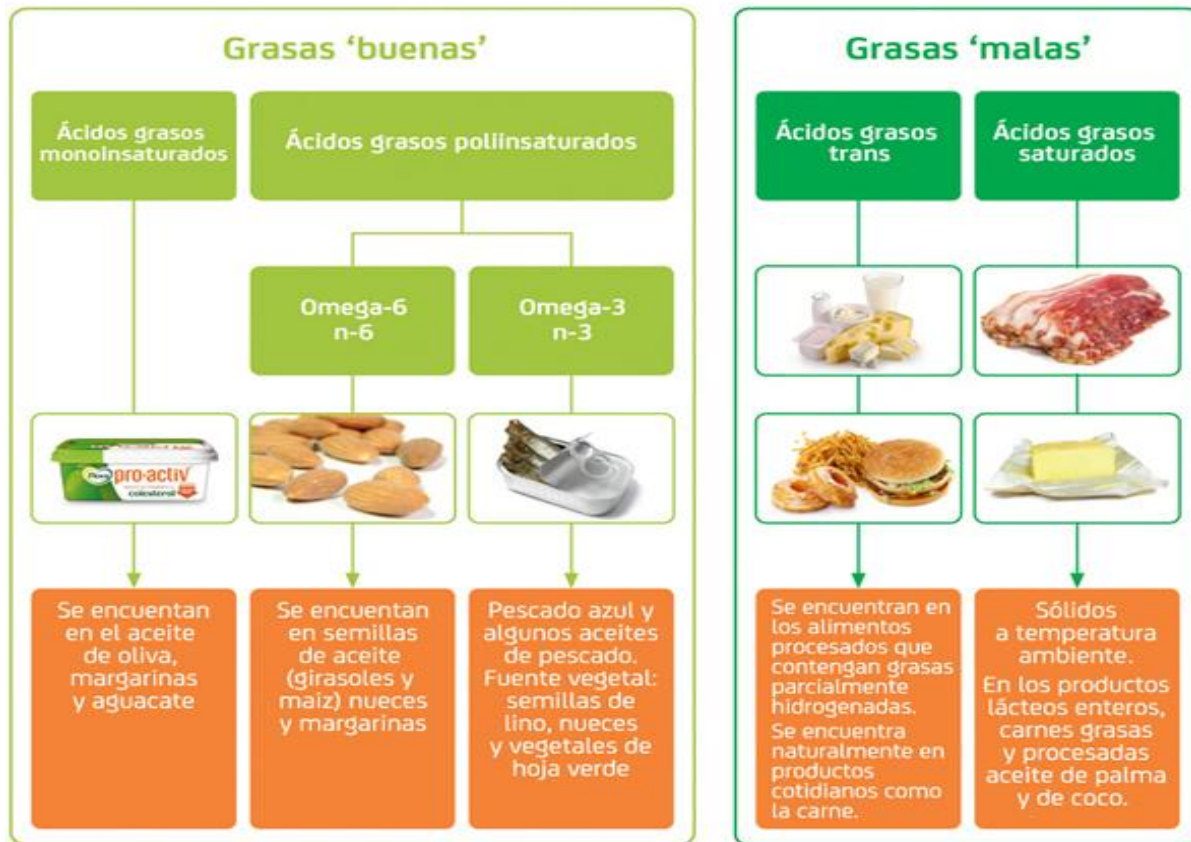 Grasas ‘buenas’
Ácidos grasos
monoinsaturados
Ácidos grasos poliinsaturados
Omega-6
n-6
Omega-3
n-3
pro-activ
colesterol
Se encuentan
en el aceite
de oliva,
margarinas
y aguacate
Se encuentan
en semillas
de aceite
(girasoles y
maiz) nueces
y margarinas
Pescado azul y
algunos aceites
de pescado.
Fuente vegetal:
semillas de
lino, nueces
y vegetales de
hoja verde
Grasas ‘malas’
Ácidos grasos
trans
Ácidos grasos
saturados
Se encuentran en
los alimentos
procesados que
contengan grasas
parcialmente
hidrogenadas.
Se encuentra
naturalmente en
productos
cotidianos como
la carne.
Sólidos
a temperatura
ambiente.
En los productos
lácteos enteros,
carnes grasas
y procesadas
aceite de palma
y de coco.